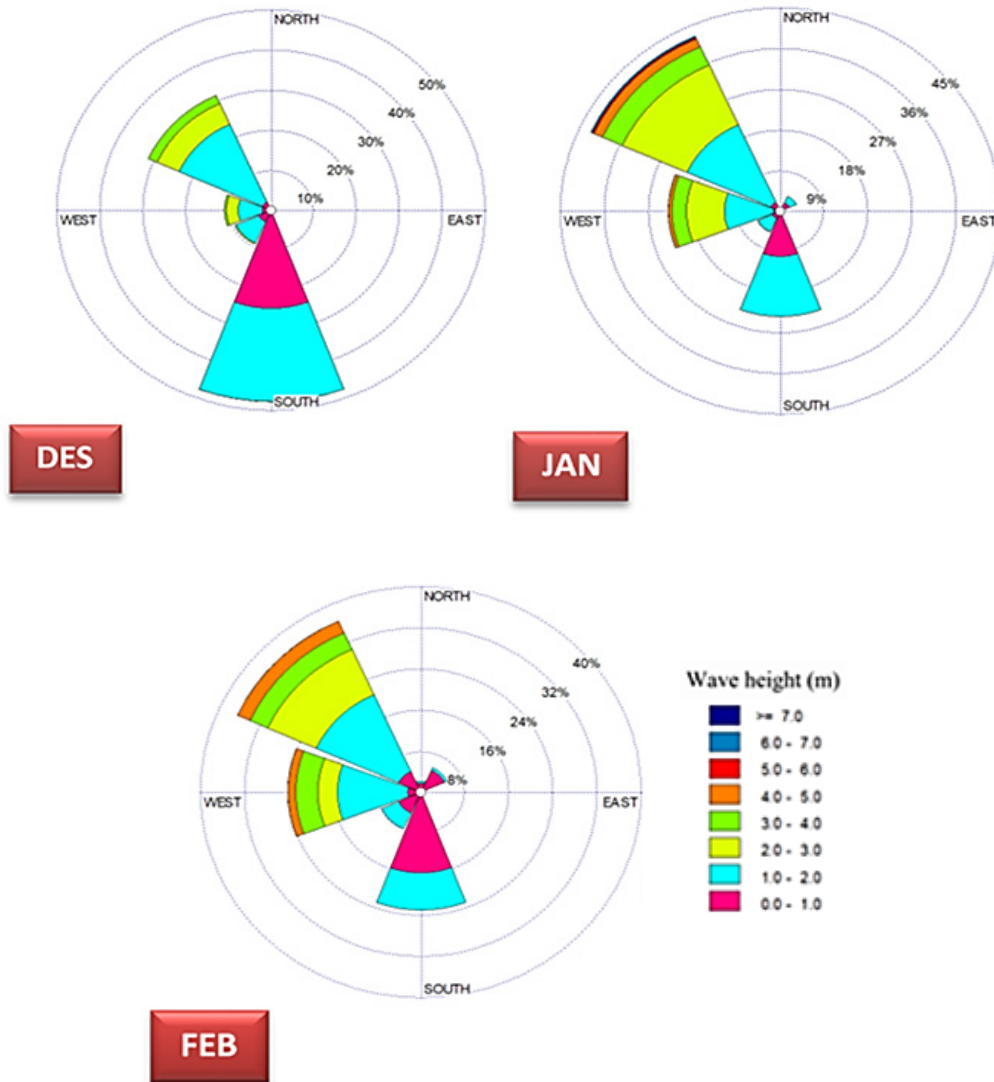 NORTH
50%
40%
30%
20%
10%
WEST
EAST
SOUTH
DES
NORTH
45%
36%
27%
18%
9%
WEST
EAST
SOUTH
JAN
NORTH
40%
32%
24%
16%
8%
WEST
EAST
SOUTH
FEB
Wave height (m)
>= 7.0
6.0 - 7.0
5.0 - 6.0
4.0 - 5.0
3.0 - 4.0
2.0 - 3.0
1.0 - 2.0
0.0 - 1.0